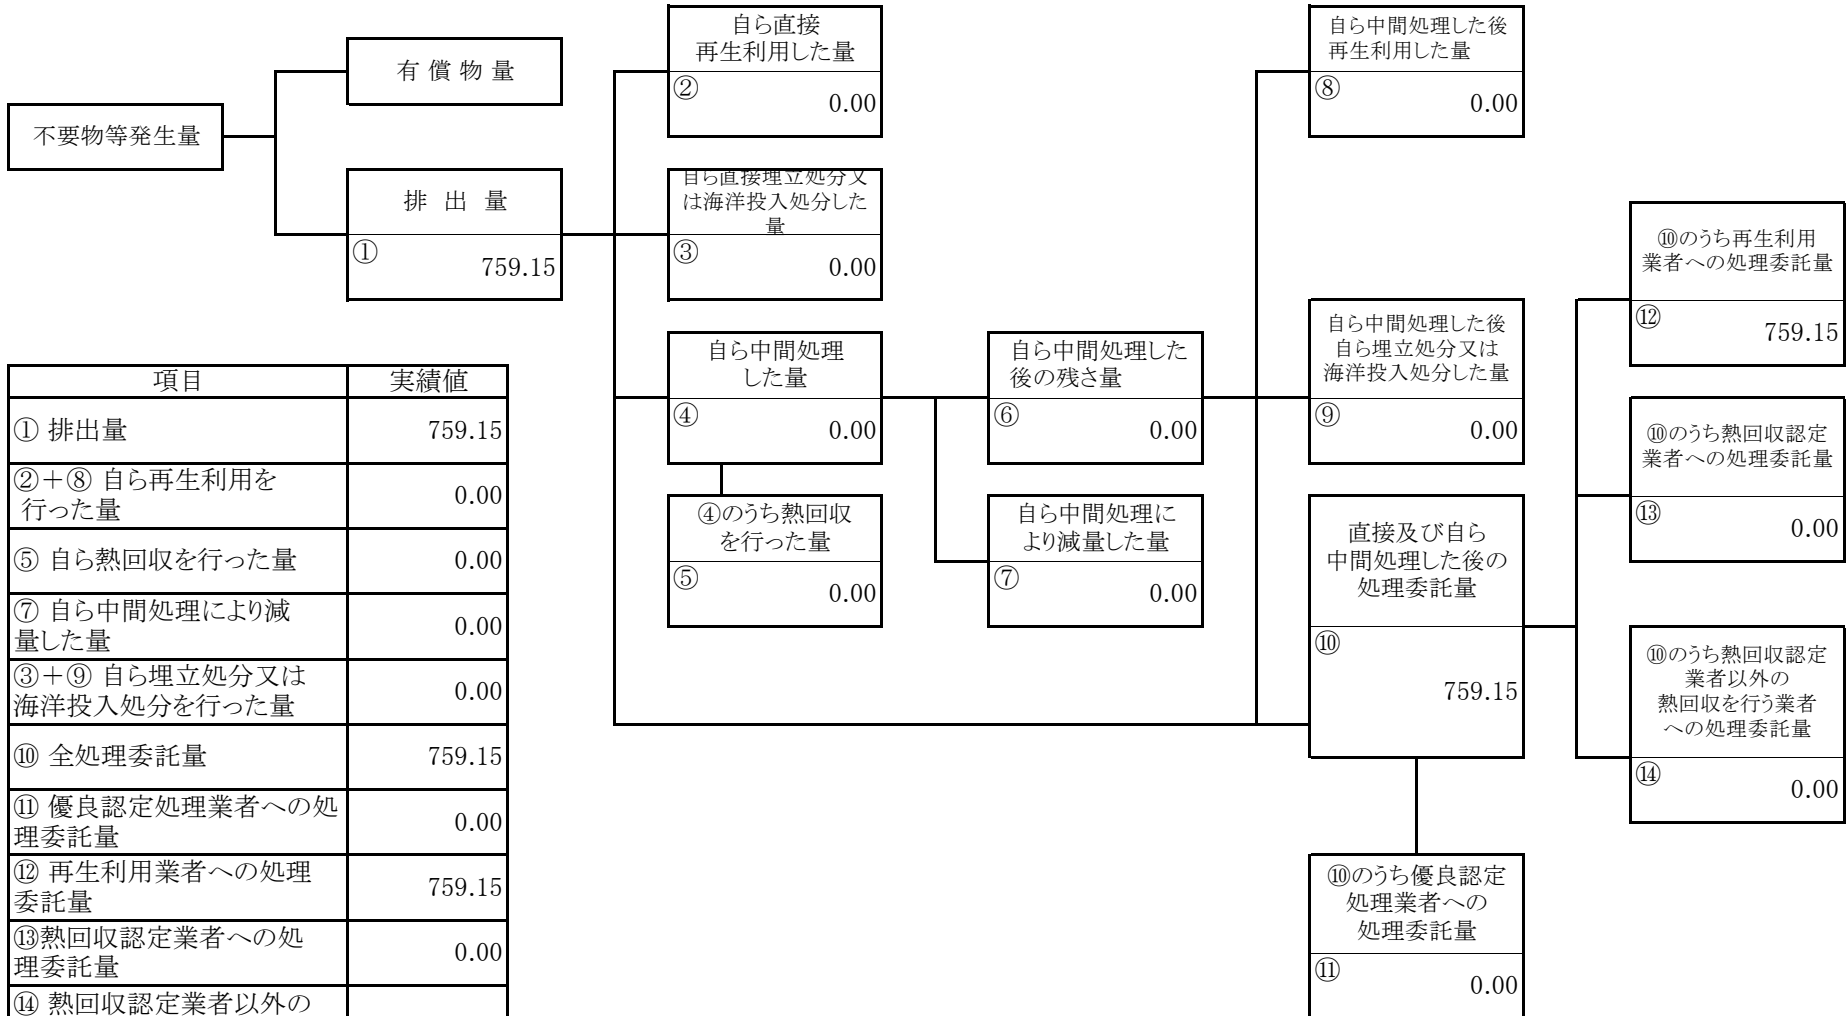 不要物等発生量
有 償 物 量
排 出 量
①
759.15
自ら直接
再生利用した量
②
0.00
自ら直接埋立処分又
は海洋投入処分した
量
③
0.00
自ら中間処理
した量
④
0.00
④のうち熱回収
を行った量
⑤
0.00
自ら中間処理した
後の残さ量
⑥
0.00
自ら中間処理に
より減量した量
⑦
0.00
自ら中間処理した後
再生利用した量
⑧
0.00
自ら中間処理した後
自ら埋立処分又は
海洋投入処分した量
⑨
0.00
直接及び自ら
中間処理した後の
処理委託量
⑩
759.15
⑩のうち優良認定
処理業者への
処理委託量
⑪
0.00
⑩のうち再生利用
業者への処理委託量
⑫
759.15
⑩のうち熱回収認定
業者への処理委託量
⑬
0.00
⑩のうち熱回収認定
業者以外の
熱回収を行う業者
への処理委託量
⑭
0.00
項目 実績値
① 排出量 759.15
②+⑧ 自ら再生利用を
行った量
0.00
⑤ 自ら熱回収を行った量 0.00
⑦ 自ら中間処理により減
量した量
0.00
③+⑨ 自ら埋立処分又は
海洋投入処分を行った量
0.00
⑩ 全処理委託量 759.15
⑪ 優良認定処理業者への処
理委託量
0.00
⑫ 再生利用業者への処理
委託量
759.15
⑬熱回収認定業者への処
理委託量
0.00
⑭ 熱回収認定業者以外の